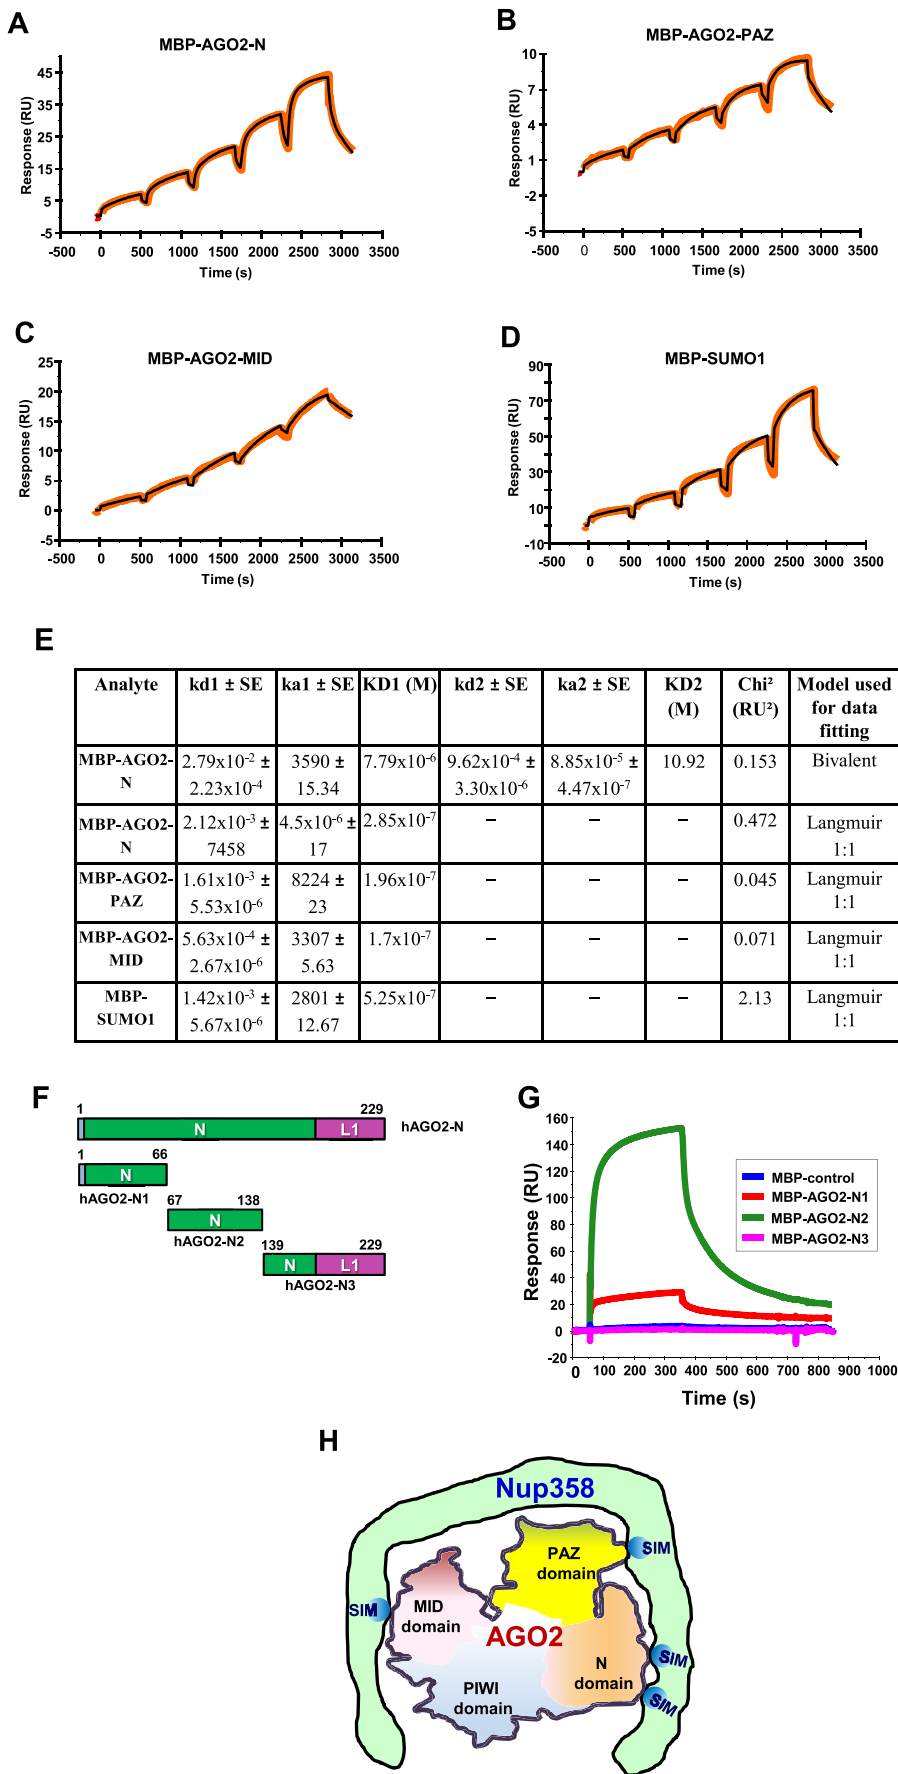 A
MBP-AGO2-N
Response (RU)
45
35
25
15
5
-5
-500 0 500 1000 1500 2000 2500 3000 3500
Time (s)
B
MBP-AGO2-PAZ
Response (RU)
10
7
4
1
-2
-5
-500 0 500 1000 1500 2000 2500 3000 3500
Time (s)
C
MBP-AGO2-MID
Response (RU)
25
20
15
10
5
0
-5
-500 0 500 1000 1500 2000 2500 3000 3500
Time (s)
D
MBP-SUMO1
Response (RU)
90
70
50
30
10
-10
-500 0 500 1000 1500 2000 2500 3000 3500
Time (s)
E
Analyte kd1 ± SE ka1 ± SE KD1 (M) kd2 ± SE ka2 ± SE KD2 (M) Chi² (RU²) Model used for data fitting
MBP-AGO2-N 2.79x10⁻² ± 2.23x10⁻⁴ 3590 ± 15.34 7.79x10⁻⁶ 9.62x10⁻⁴ ± 3.30x10⁻⁶ 8.85x10⁻⁵ ± 4.47x10⁻⁷ 10.92 0.153 Bivalent
MBP-AGO2-N 2.12x10⁻³ ± 7458 4.5x10⁻⁶ ± 17 2.85x10⁻⁷ – – – 0.472 Langmuir 1:1
MBP-AGO2-PAZ 1.61x10⁻³ ± 5.53x10⁻⁶ 8224 ± 23 1.96x10⁻⁷ – – – 0.045 Langmuir 1:1
MBP-AGO2-MID 5.63x10⁻⁴ ± 2.67x10⁻⁶ 3307 ± 5.63 1.7x10⁻⁷ – – – 0.071 Langmuir 1:1
MBP-SUMO1 1.42x10⁻³ ± 5.67x10⁻⁶ 2801 ± 12.67 5.25x10⁻⁷ – – – 2.13 Langmuir 1:1
F
1 229
N L1 hAGO2-N
1 66
N
hAGO2-N1
67 138
N
hAGO2-N2
139 229
N L1
hAGO2-N3
G
Response (RU)
160
140
120
100
80
60
40
20
0
-20
0 100 200 300 400 500 600 700 800 900 1000
Time (s)
MBP-control
MBP-AGO2-N1
MBP-AGO2-N2
MBP-AGO2-N3
H
Nup358
PAZ
domain
SIM
SIM
MID
domain
AGO2
N
domain
SIM
PIWI
domain
SIM